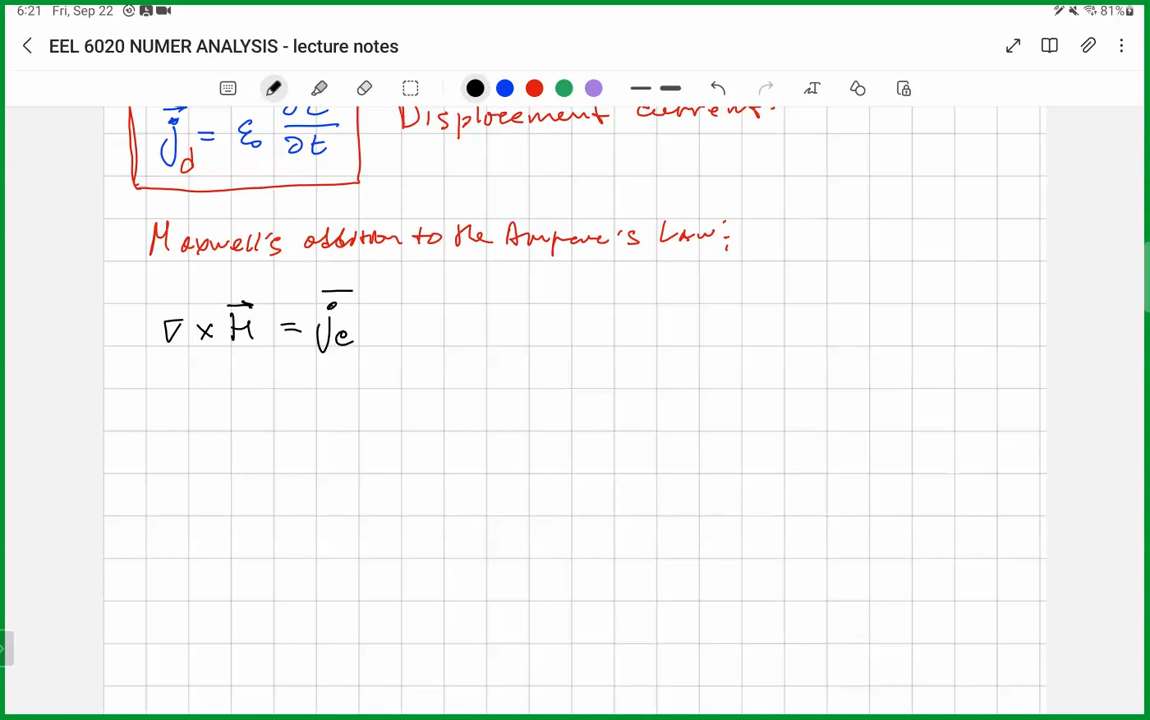 6:21 Fri, Sep 22 81%
EEL 6020 NUMER ANALYSIS - lecture notes
j_d = ε₀ ∂E/∂t Displacement current.
Maxwell's addition to the Ampere's Law:
∇ × H⃗ = j̅e